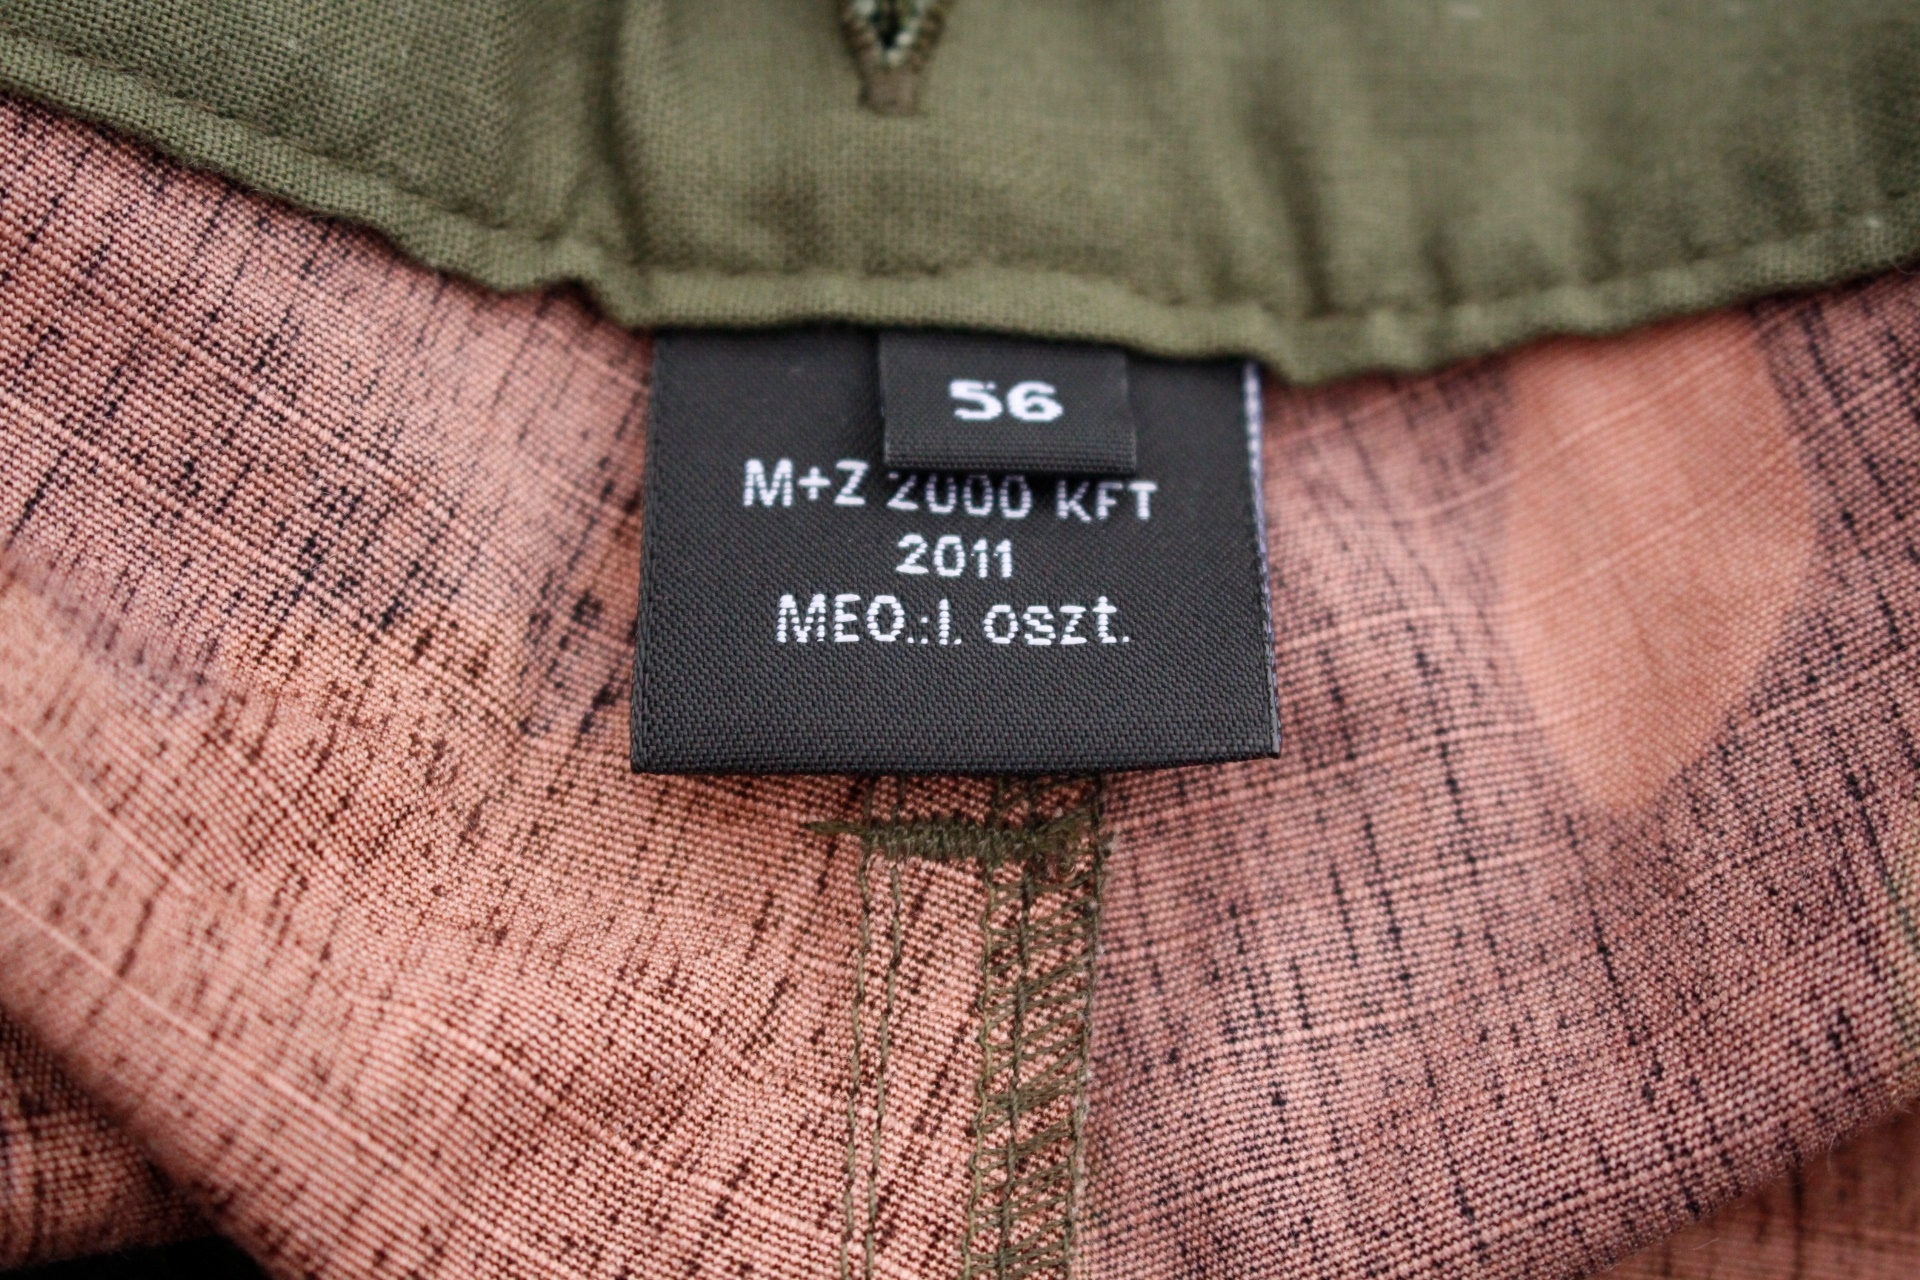 56
M+Z 2000 KFT
2011
MEO.:I. oszt.